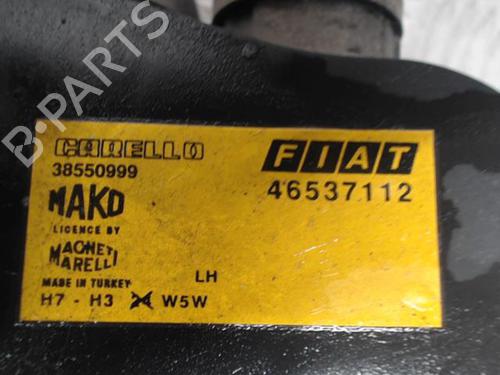 B-PARTS
CARELLO
38550999
MAKO
LICENCE BY
MAGNETI
MARELLI
MADE IN TURKEY
H7 - H3 W5W
LH
FIAT
46537112